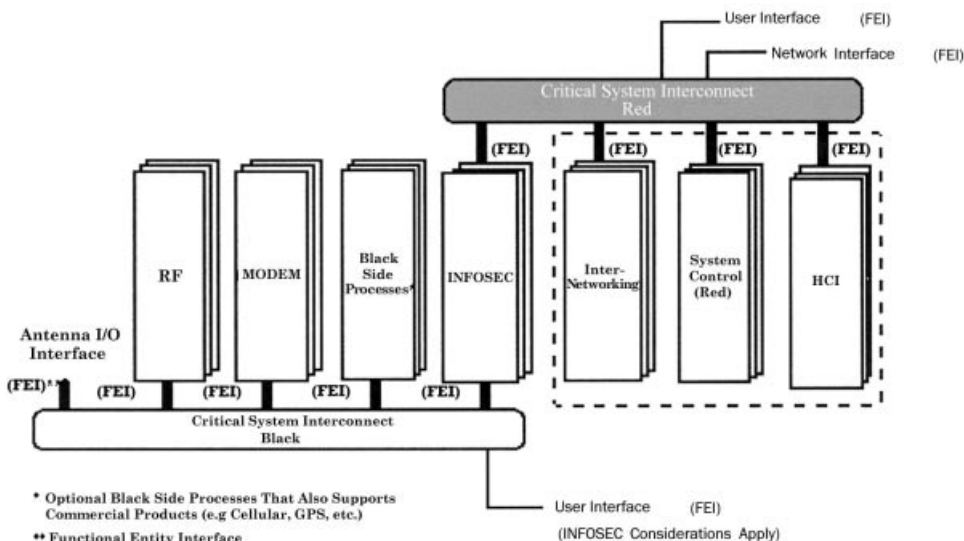 User Interface (FEI)
Network Interface (FEI)
Critical System Interconnect
Red
(FEI) (FEI) (FEI) (FEI)
RF
MODEM
Black
Side
Processes*
INFOSEC
Inter-
Networking
System
Control
(Red)
HCI
Antenna I/O
Interface
(FEI)**
(FEI) (FEI) (FEI) (FEI)
Critical System Interconnect
Black
* Optional Black Side Processes That Also Supports
Commercial Products (e.g Cellular, GPS, etc.)
** Functional Entity Interface
User Interface (FEI)
(INFOSEC Considerations Apply)